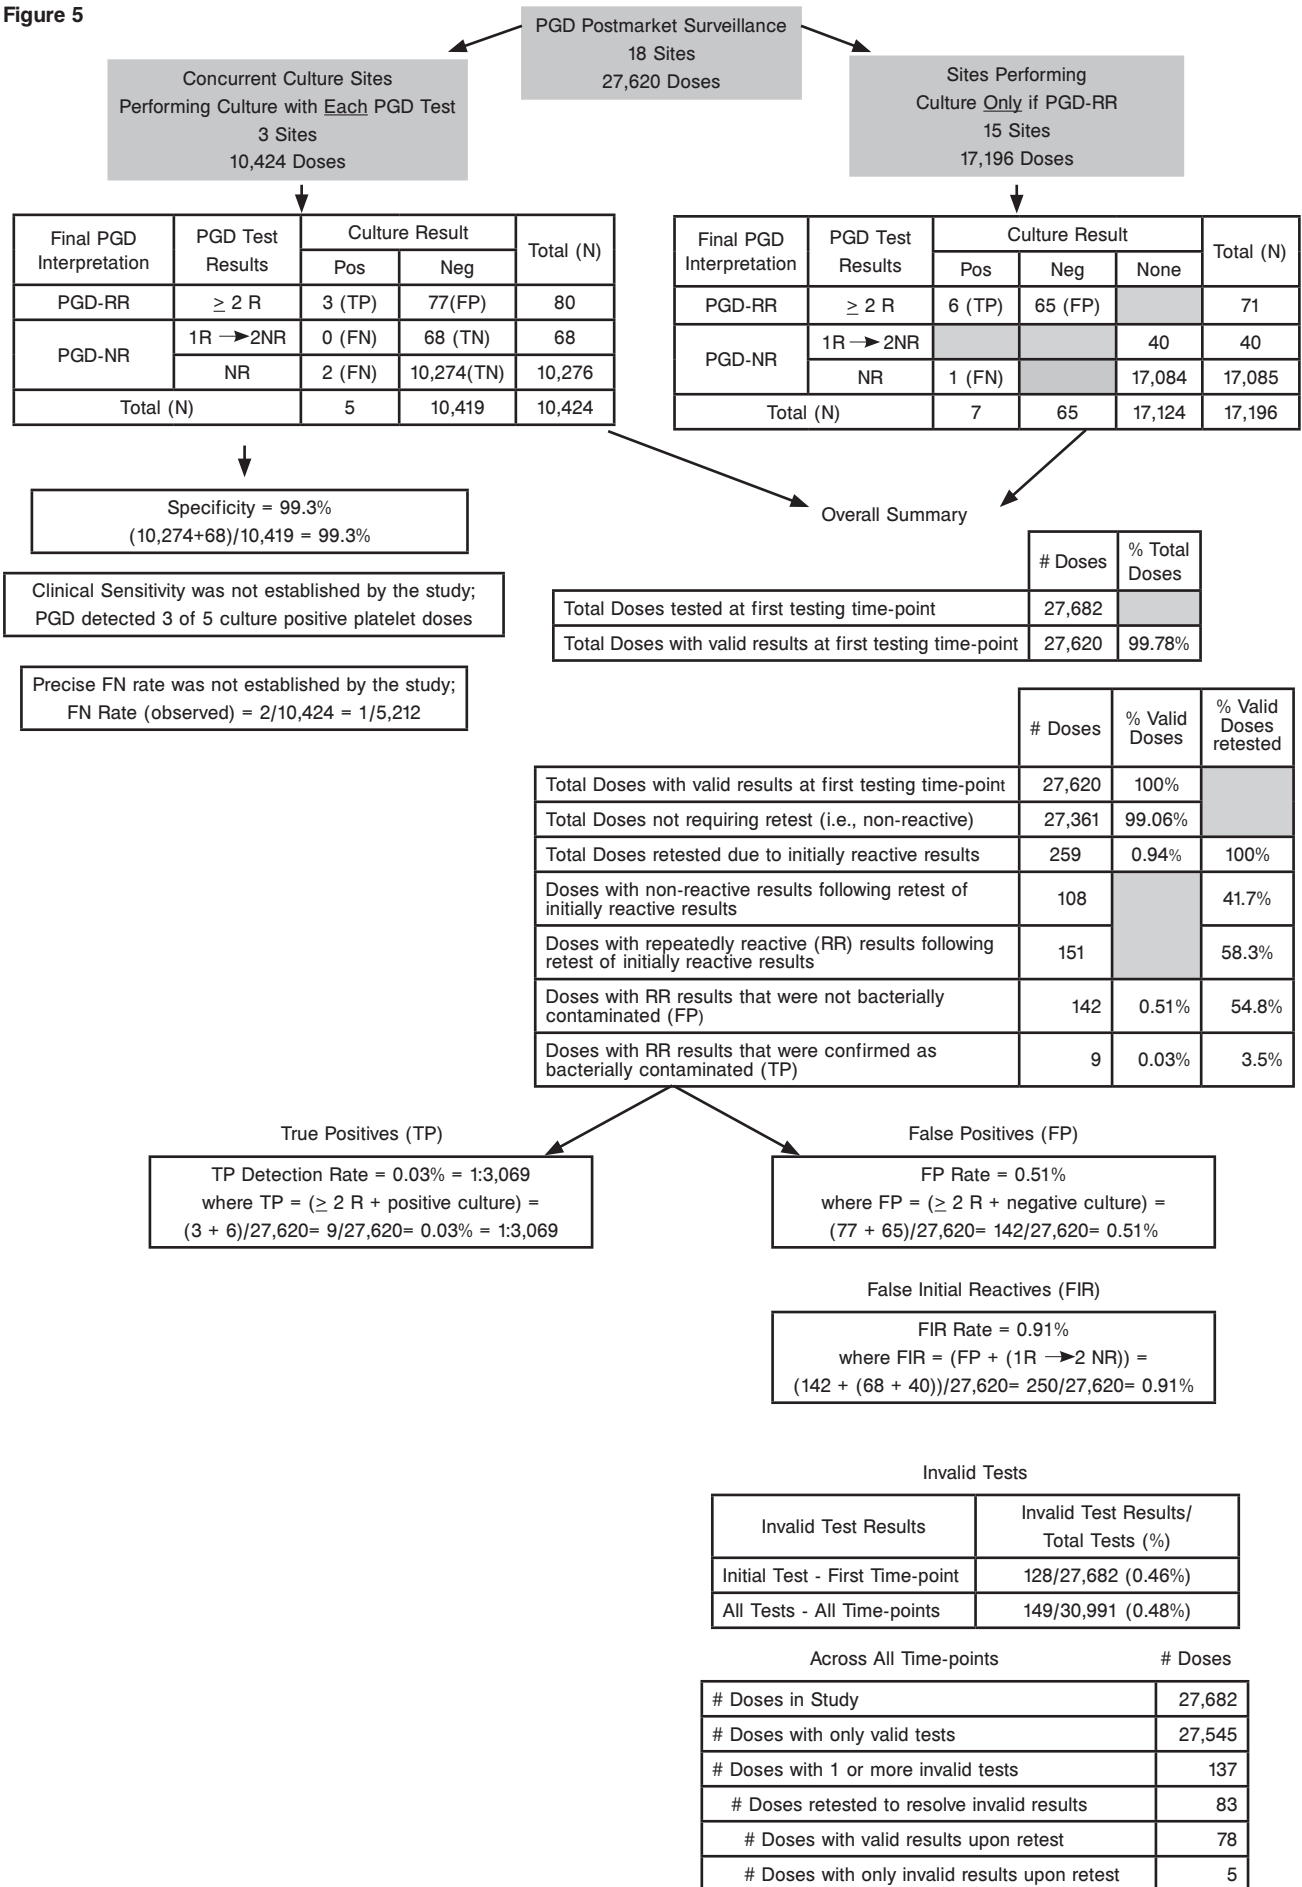 Figure 5
PGD Postmarket Surveillance
18 Sites
27,620 Doses
Concurrent Culture Sites
Performing Culture with Each PGD Test
3 Sites
10,424 Doses
Sites Performing
Culture Only if PGD-RR
15 Sites
17,196 Doses
Final PGD Interpretation | PGD Test Results | Culture Result | Total (N)
Pos | Neg
PGD-RR | ≥ 2 R | 3 (TP) | 77(FP) | 80
PGD-NR | 1R → 2NR | 0 (FN) | 68 (TN) | 68
NR | 2 (FN) | 10,274(TN) | 10,276
Total (N) | 5 | 10,419 | 10,424
Final PGD Interpretation | PGD Test Results | Culture Result | Total (N)
Pos | Neg | None
PGD-RR | ≥ 2 R | 6 (TP) | 65 (FP) | 71
PGD-NR | 1R → 2NR | 40 | 40
NR | 1 (FN) | 17,084 | 17,085
Total (N) | 7 | 65 | 17,124 | 17,196
Specificity = 99.3%
(10,274+68)/10,419 = 99.3%
Clinical Sensitivity was not established by the study;
PGD detected 3 of 5 culture positive platelet doses
Precise FN rate was not established by the study;
FN Rate (observed) = 2/10,424 = 1/5,212
Overall Summary
# Doses | % Total Doses
Total Doses tested at first testing time-point | 27,682
Total Doses with valid results at first testing time-point | 27,620 | 99.78%
# Doses | % Valid Doses | % Valid Doses retested
Total Doses with valid results at first testing time-point | 27,620 | 100%
Total Doses not requiring retest (i.e., non-reactive) | 27,361 | 99.06%
Total Doses retested due to initially reactive results | 259 | 0.94% | 100%
Doses with non-reactive results following retest of
initially reactive results | 108 | 41.7%
Doses with repeatedly reactive (RR) results following
retest of initially reactive results | 151 | 58.3%
Doses with RR results that were not bacterially
contaminated (FP) | 142 | 0.51% | 54.8%
Doses with RR results that were confirmed as
bacterially contaminated (TP) | 9 | 0.03% | 3.5%
True Positives (TP)
TP Detection Rate = 0.03% = 1:3,069
where TP = (≥ 2 R + positive culture) =
(3 + 6)/27,620= 9/27,620= 0.03% = 1:3,069
False Positives (FP)
FP Rate = 0.51%
where FP = (≥ 2 R + negative culture) =
(77 + 65)/27,620= 142/27,620= 0.51%
False Initial Reactives (FIR)
FIR Rate = 0.91%
where FIR = (FP + (1R → 2 NR)) =
(142 + (68 + 40))/27,620= 250/27,620= 0.91%
Invalid Tests
Invalid Test Results | Invalid Test Results/
Total Tests (%)
Initial Test - First Time-point | 128/27,682 (0.46%)
All Tests - All Time-points | 149/30,991 (0.48%)
Across All Time-points | # Doses
# Doses in Study | 27,682
# Doses with only valid tests | 27,545
# Doses with 1 or more invalid tests | 137
# Doses retested to resolve invalid results | 83
# Doses with valid results upon retest | 78
# Doses with only invalid results upon retest | 5